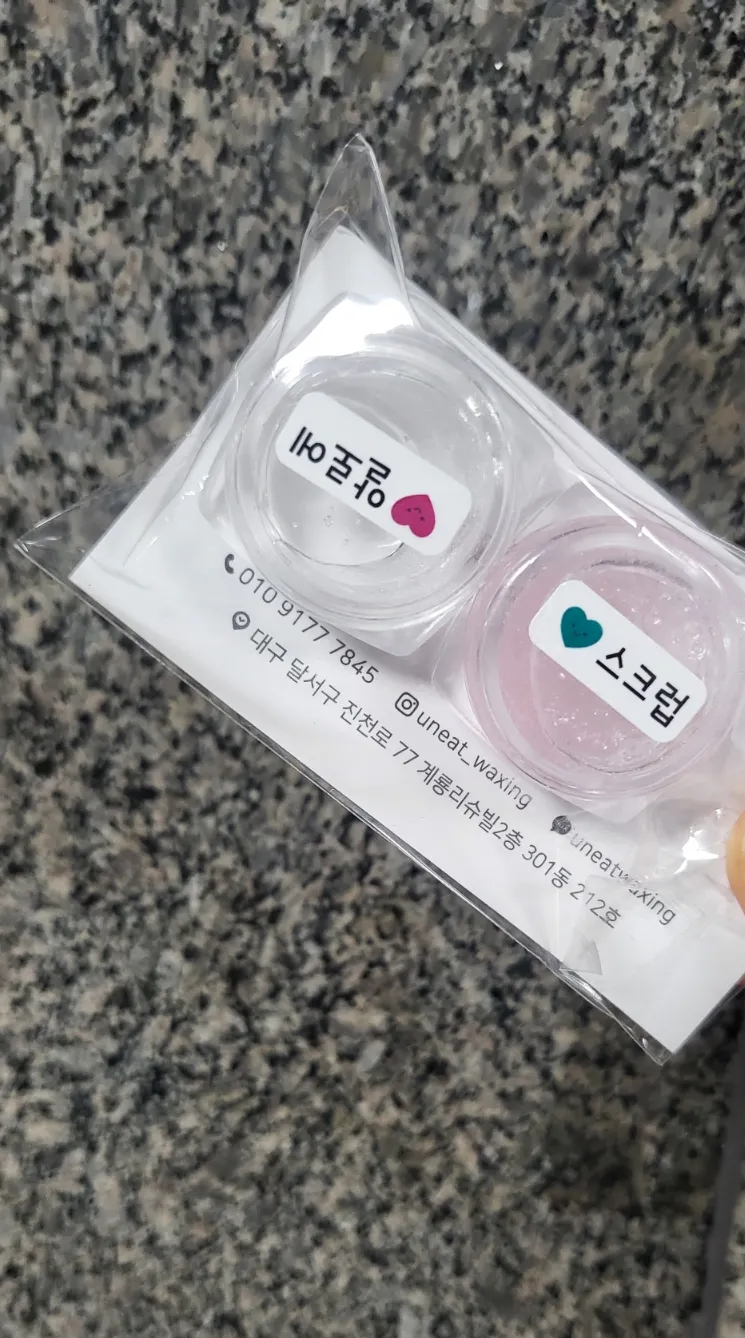 알로에
스크럽
010 9177 7845 uneat_waxing uneatwaxing
대구 달서구 진천로 77 계룡리슈빌2층 301동 212호